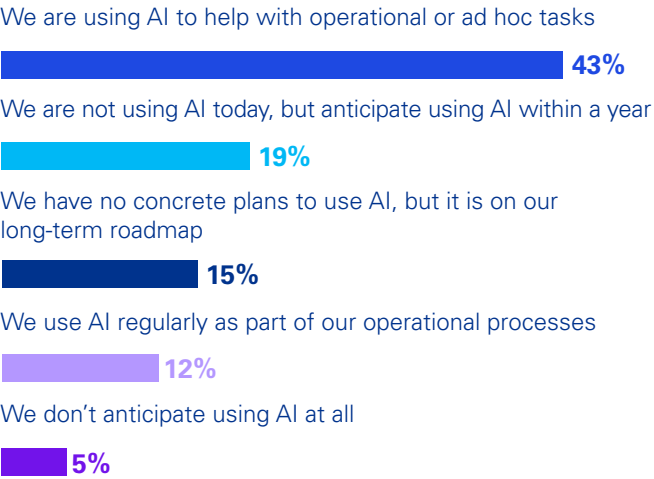 We are using AI to help with operational or ad hoc tasks
43%
We are not using AI today, but anticipate using AI within a year
19%
We have no concrete plans to use AI, but it is on our
long-term roadmap
15%
We use AI regularly as part of our operational processes
12%
We don’t anticipate using AI at all
5%